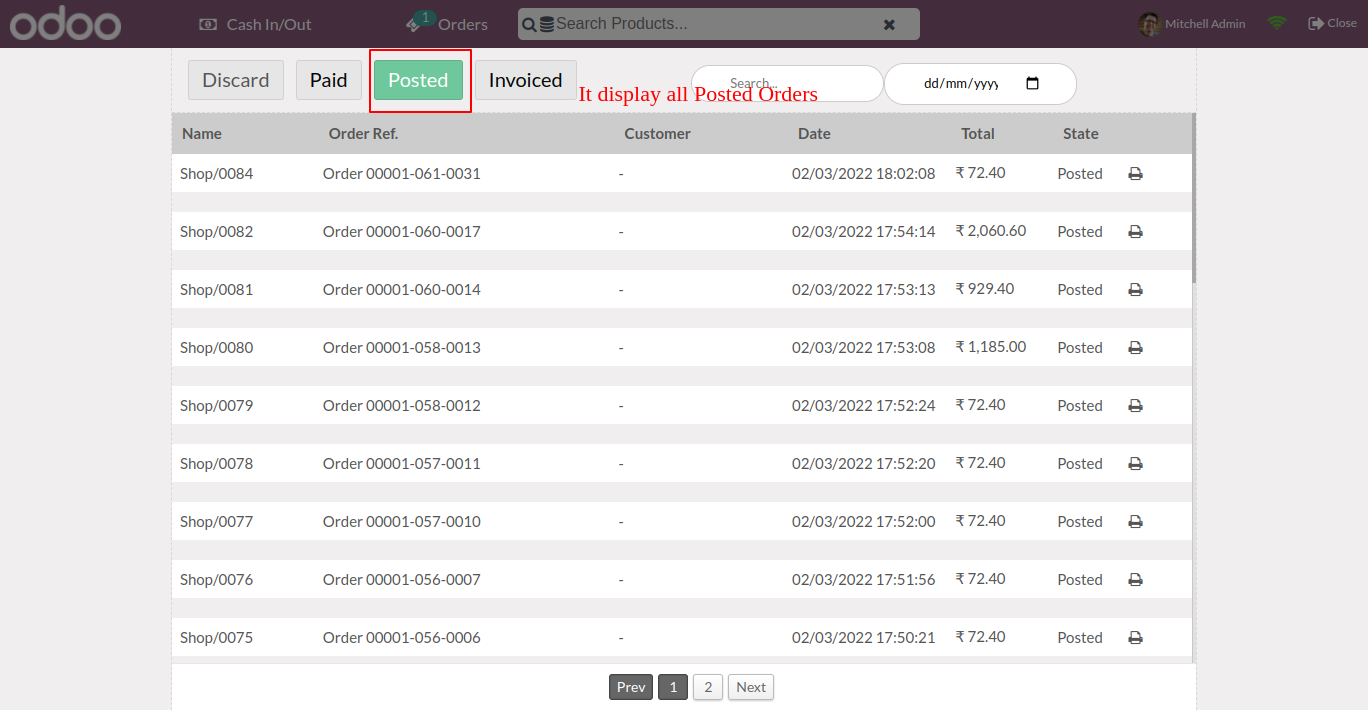 odoo Cash In/Out 1 Orders Search Products... Mitchell Admin Close
Discard Paid Posted Invoiced Search... dd/mm/yyyy
It display all Posted Orders
Name Order Ref. Customer Date Total State
Shop/0084 Order 00001-061-0031 - 02/03/2022 18:02:08 ₹ 72.40 Posted
Shop/0082 Order 00001-060-0017 - 02/03/2022 17:54:14 ₹ 2,060.60 Posted
Shop/0081 Order 00001-060-0014 - 02/03/2022 17:53:13 ₹ 929.40 Posted
Shop/0080 Order 00001-058-0013 - 02/03/2022 17:53:08 ₹ 1,185.00 Posted
Shop/0079 Order 00001-058-0012 - 02/03/2022 17:52:24 ₹ 72.40 Posted
Shop/0078 Order 00001-057-0011 - 02/03/2022 17:52:20 ₹ 72.40 Posted
Shop/0077 Order 00001-057-0010 - 02/03/2022 17:52:00 ₹ 72.40 Posted
Shop/0076 Order 00001-056-0007 - 02/03/2022 17:51:56 ₹ 72.40 Posted
Shop/0075 Order 00001-056-0006 - 02/03/2022 17:50:21 ₹ 72.40 Posted
Prev 1 2 Next